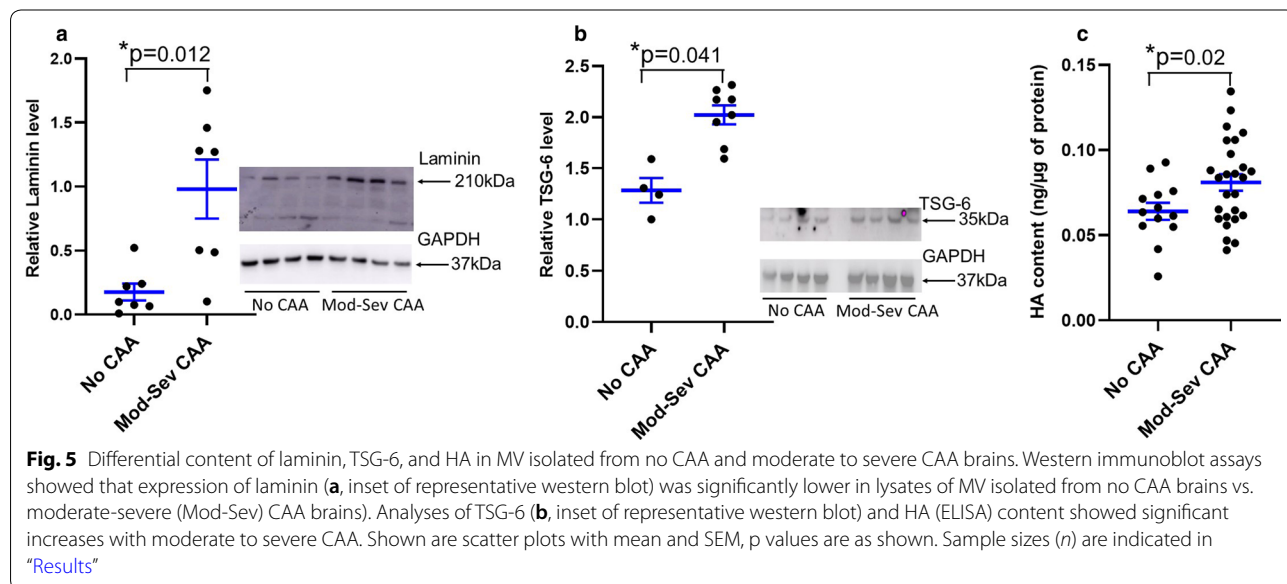 a
*p=0.012
2.0
1.5
1.0
0.5
0.0
Relative Laminin level
No CAA
Mod-Sev CAA
Laminin
210kDa
GAPDH
37kDa
No CAA Mod-Sev CAA
b
*p=0.041
2.5
2.0
1.5
1.0
0.5
0.0
Relative TSG-6 level
No CAA
Mod-Sev CAA
TSG-6
35kDa
GAPDH
37kDa
No CAA Mod-Sev CAA
c
*p=0.02
0.15
0.10
0.05
0.00
HA content (ng/µg of protein)
No CAA
Mod-Sev CAA
Fig. 5 Differential content of laminin, TSG-6, and HA in MV isolated from no CAA and moderate to severe CAA brains. Western immunoblot assays
showed that expression of laminin (a, inset of representative western blot) was significantly lower in lysates of MV isolated from no CAA brains vs.
moderate-severe (Mod-Sev) CAA brains). Analyses of TSG-6 (b, inset of representative western blot) and HA (ELISA) content showed significant
increases with moderate to severe CAA. Shown are scatter plots with mean and SEM, p values are as shown. Sample sizes (n) are indicated in
“Results”